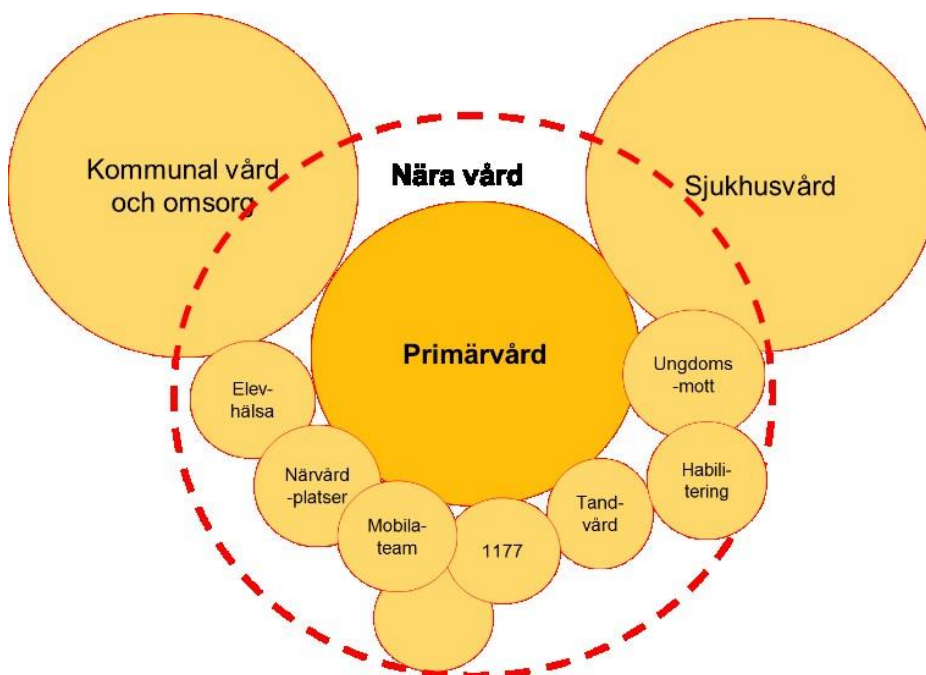 Kommunal vård
och omsorg
Nära vård
Sjukhusvård
Primärvård
Ungdoms
-mott
Elev-
hälsa
Närvård
-platser
Habili-
tering
Tand-
vård
Mobila-
team
1177